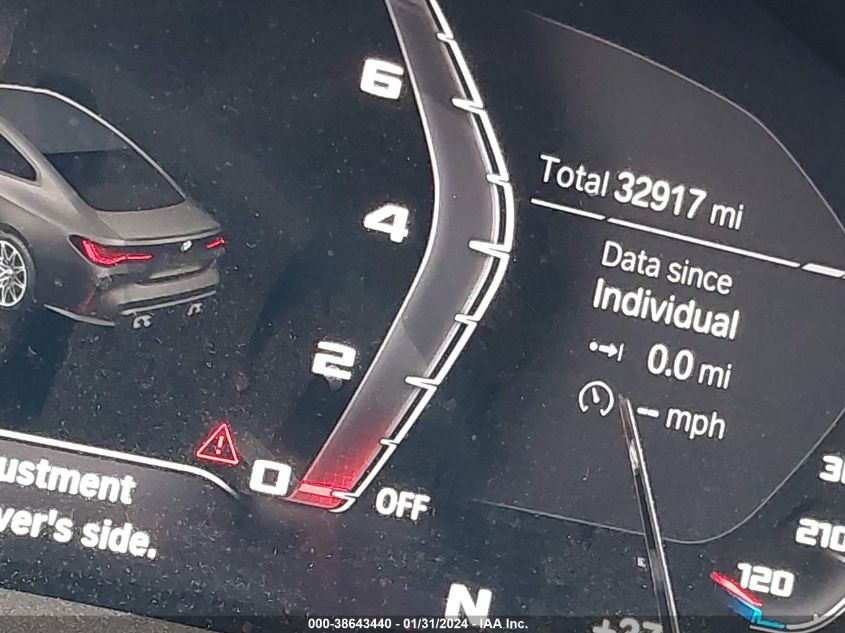 6
4
2
0
OFF
Total 32917 mi
Data since
Individual
0.0 mi
-- mph
ustment
ver's side.
N
210
120
000-38643440 - 01/31/2024 - IAA, Inc.